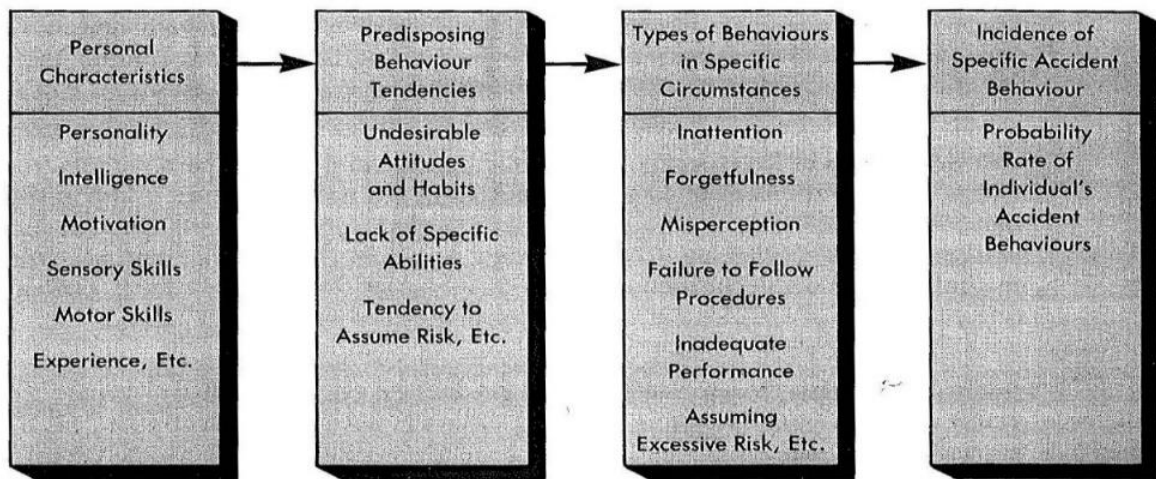 Personal
Characteristics
Personality
Intelligence
Motivation
Sensory Skills
Motor Skills
Experience, Etc.
Predisposing
Behaviour
Tendencies
Undesirable
Attitudes
and Habits
Lack of Specific
Abilities
Tendency to
Assume Risk, Etc.
Types of Behaviours
in Specific
Circumstances
Inattention
Forgetfulness
Misperception
Failure to Follow
Procedures
Inadequate
Performance
Assuming
Excessive Risk, Etc.
Incidence of
Specific Accident
Behaviour
Probability
Rate of
Individual's
Accident
Behaviours